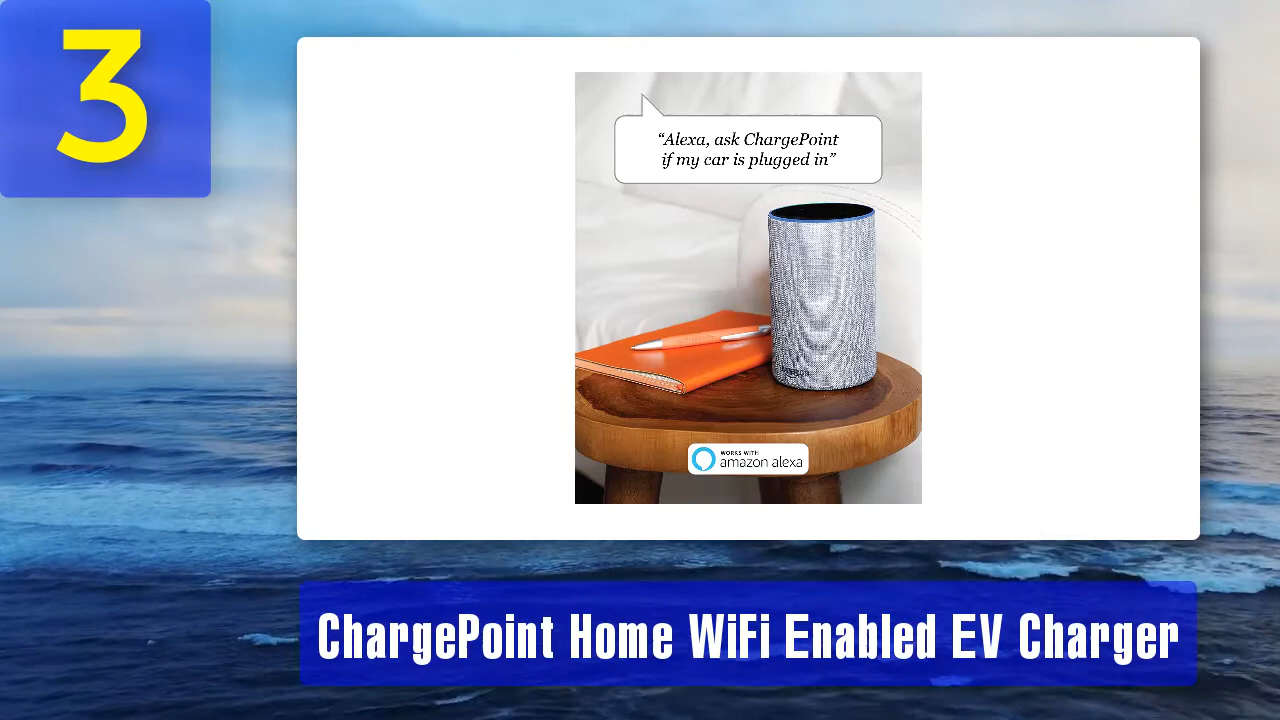 3
“Alexa, ask ChargePoint
if my car is plugged in”
WORKS WITH
amazon alexa
ChargePoint Home WiFi Enabled EV Charger